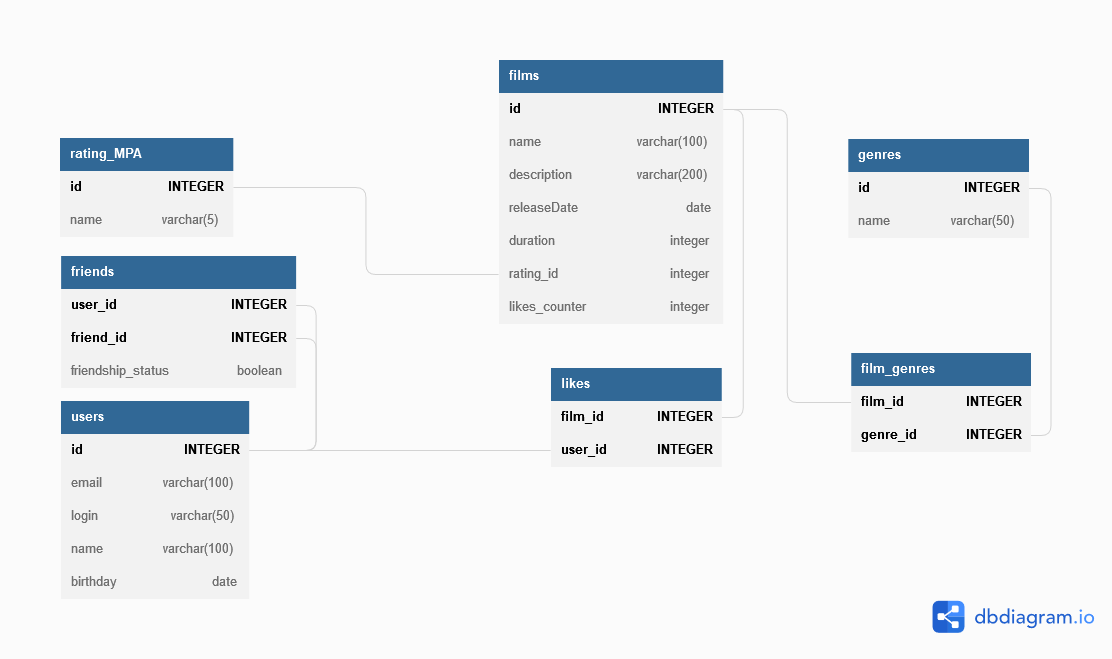 rating_MPA
id INTEGER
name varchar(5)
friends
user_id INTEGER
friend_id INTEGER
friendship_status boolean
users
id INTEGER
email varchar(100)
login varchar(50)
name varchar(100)
birthday date
films
id INTEGER
name varchar(100)
description varchar(200)
releaseDate date
duration integer
rating_id integer
likes_counter integer
likes
film_id INTEGER
user_id INTEGER
genres
id INTEGER
name varchar(50)
film_genres
film_id INTEGER
genre_id INTEGER
dbdiagram.io